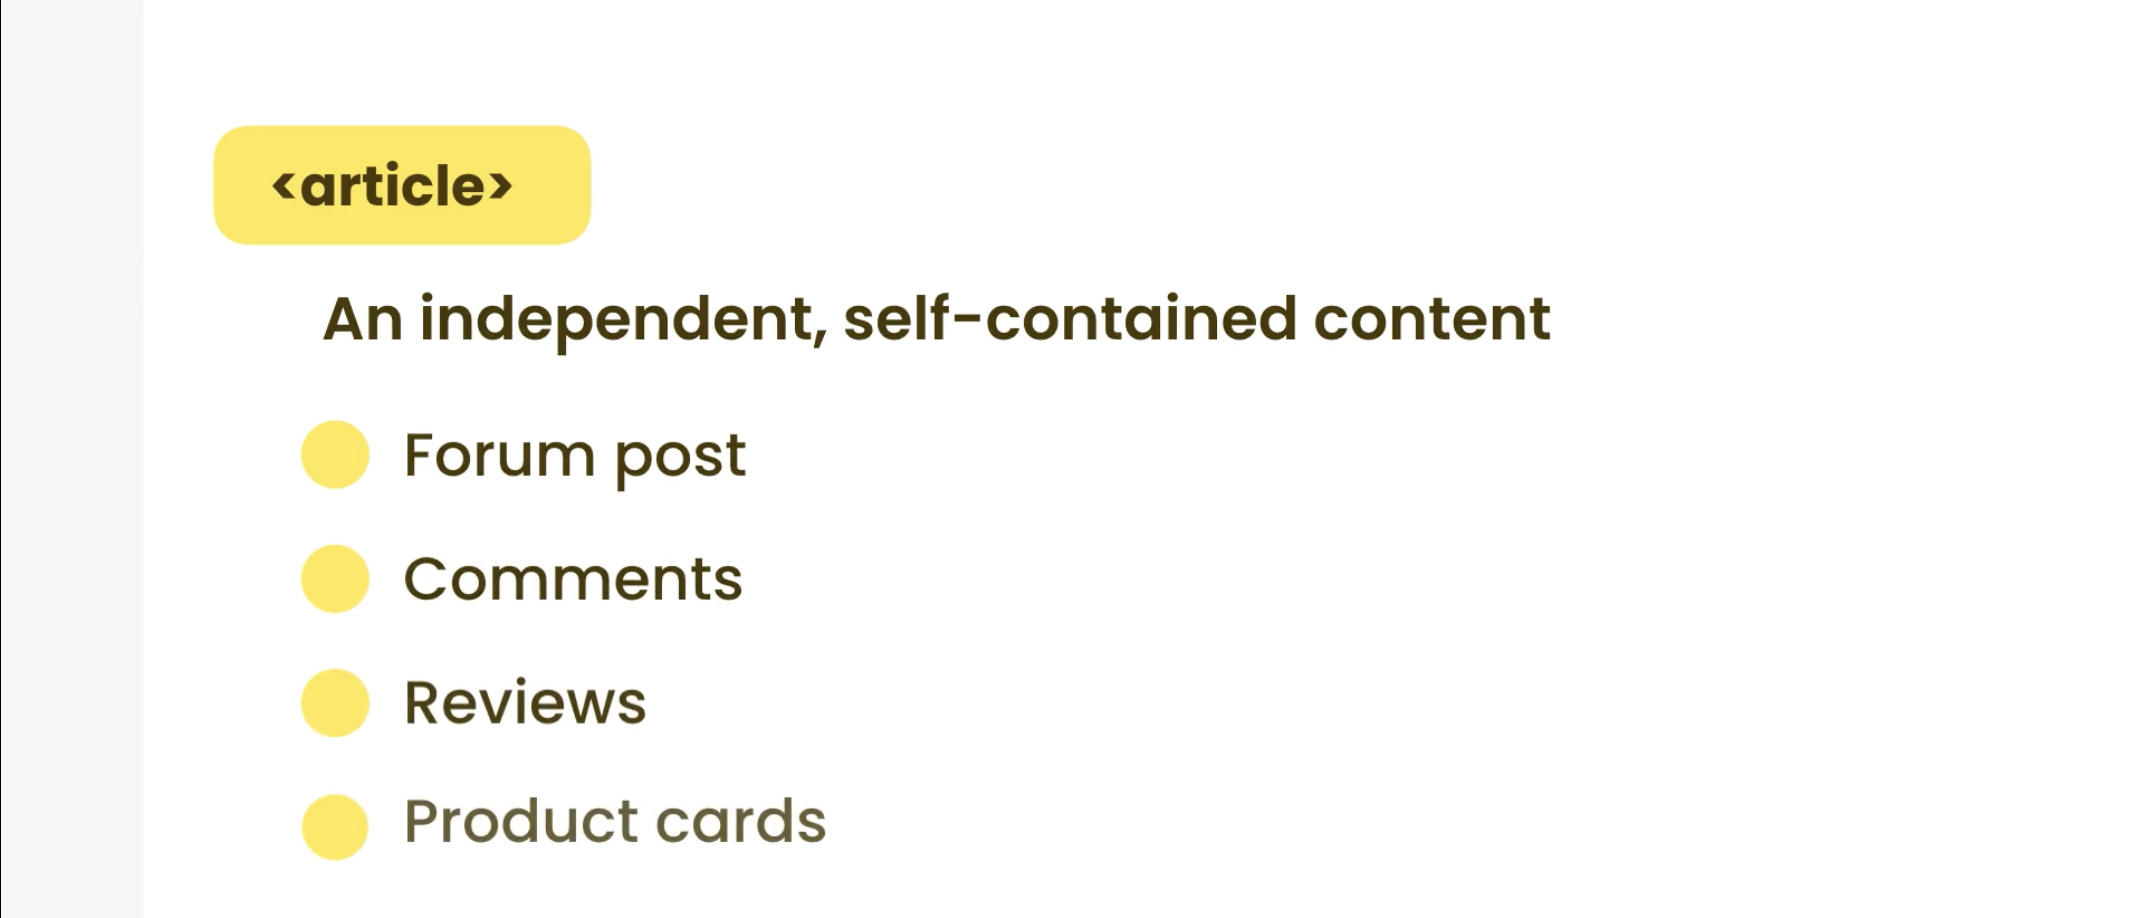 <article>
An independent, self-contained content
Forum post
Comments
Reviews
Product cards